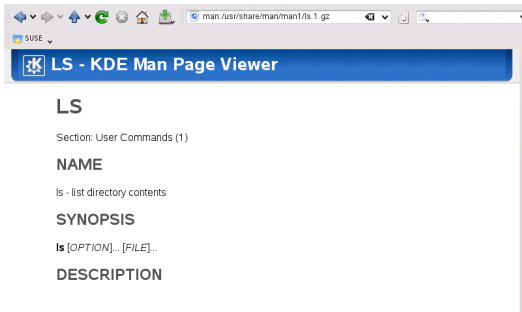 man:/usr/share/man/man1/ls.1.gz
SUSE
LS - KDE Man Page Viewer
LS
Section: User Commands (1)
NAME
ls - list directory contents
SYNOPSIS
ls [OPTION]... [FILE]...
DESCRIPTION